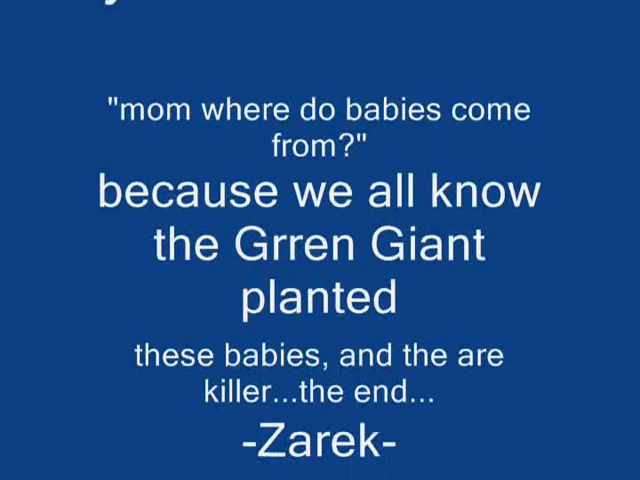 "mom where do babies come
from?"
because we all know
the Grren Giant
planted
these babies, and the are
killer...the end...
-Zarek-